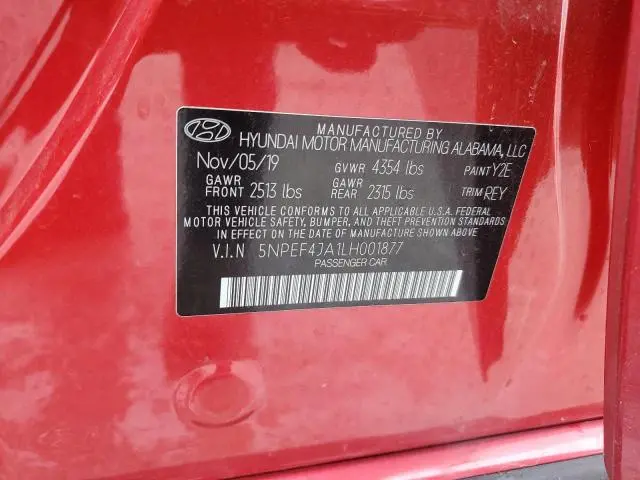 MANUFACTURED BY
HYUNDAI MOTOR MANUFACTURING ALABAMA, LLC
Nov/05/19 GVWR 4354 lbs PAINT Y2E
GAWR FRONT 2513 lbs GAWR REAR 2315 lbs TRIM REY
THIS VEHICLE CONFORMS TO ALL APPLICABLE U.S.A. FEDERAL
MOTOR VEHICLE SAFETY, BUMPER, AND THEFT PREVENTION
STANDARDS IN EFFECT ON THE DATE OF MANUFACTURE SHOWN ABOVE
V.I.N 5NPEF4JA1LH001877
PASSENGER CAR